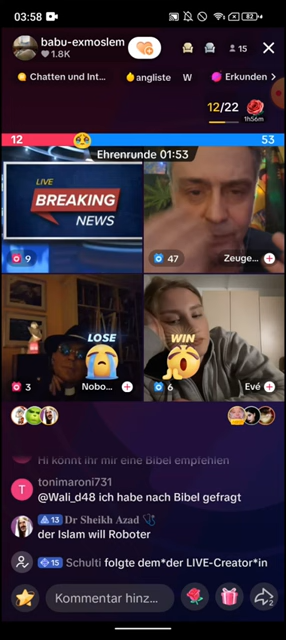 03:58
82
babu-exmoslem
1.8K
15
Chatten und Int...
angliste
W
Erkunden
12/22
1h56m
12
53
Ehrenrunde 01:53
LIVE
BREAKING
NEWS
9
47
Zeuge...
LOSE
WIN
3
Nobo...
6
Evé
Hi könnt ihr mir eine Bibel empfehlen
T
tonimaroni731
@Wali_d48 ich habe nach Bibel gefragt
13 Dr Sheikh Azad
der Islam will Roboter
15 Schulti folgte dem*der LIVE-Creator*in
Kommentar hinz...
2